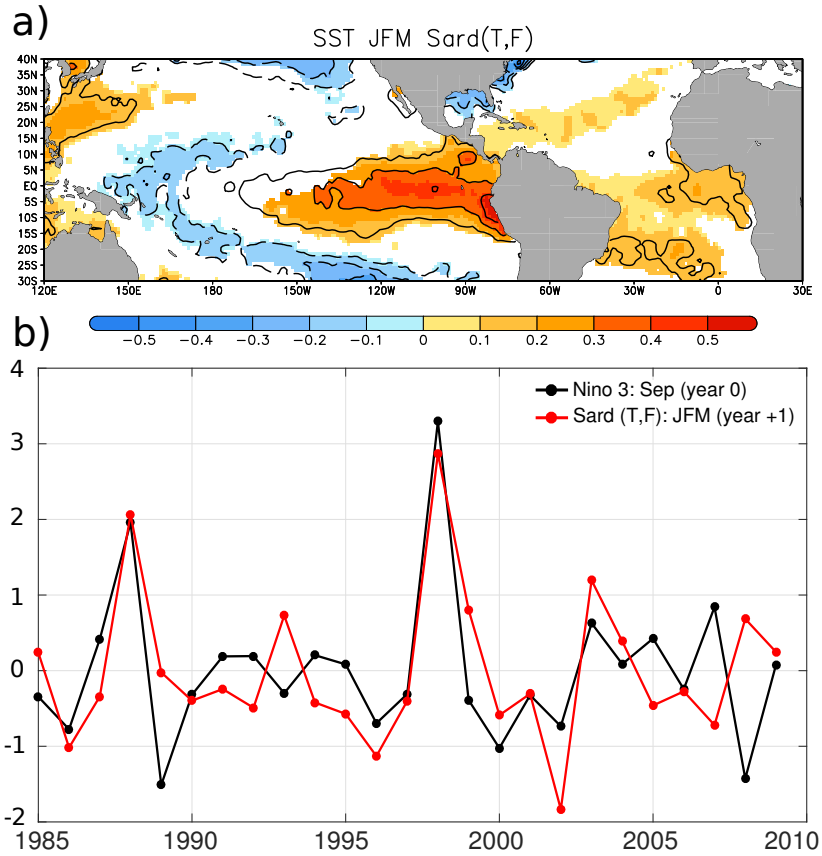 a)
SST JFM Sard(T,F)
40N
35N
30N
25N
20N
15N
10N
5N
EQ
5S
10S
15S
20S
25S
30S
120E 150E 180 150W 120W 90W 60W 30W 0 30E
−0.5 −0.4 −0.3 −0.2 −0.1 0 0.1 0.2 0.3 0.4 0.5
b)
4
3
2
1
0
-1
-2
Nino 3: Sep (year 0)
Sard (T,F): JFM (year +1)
1985 1990 1995 2000 2005 2010